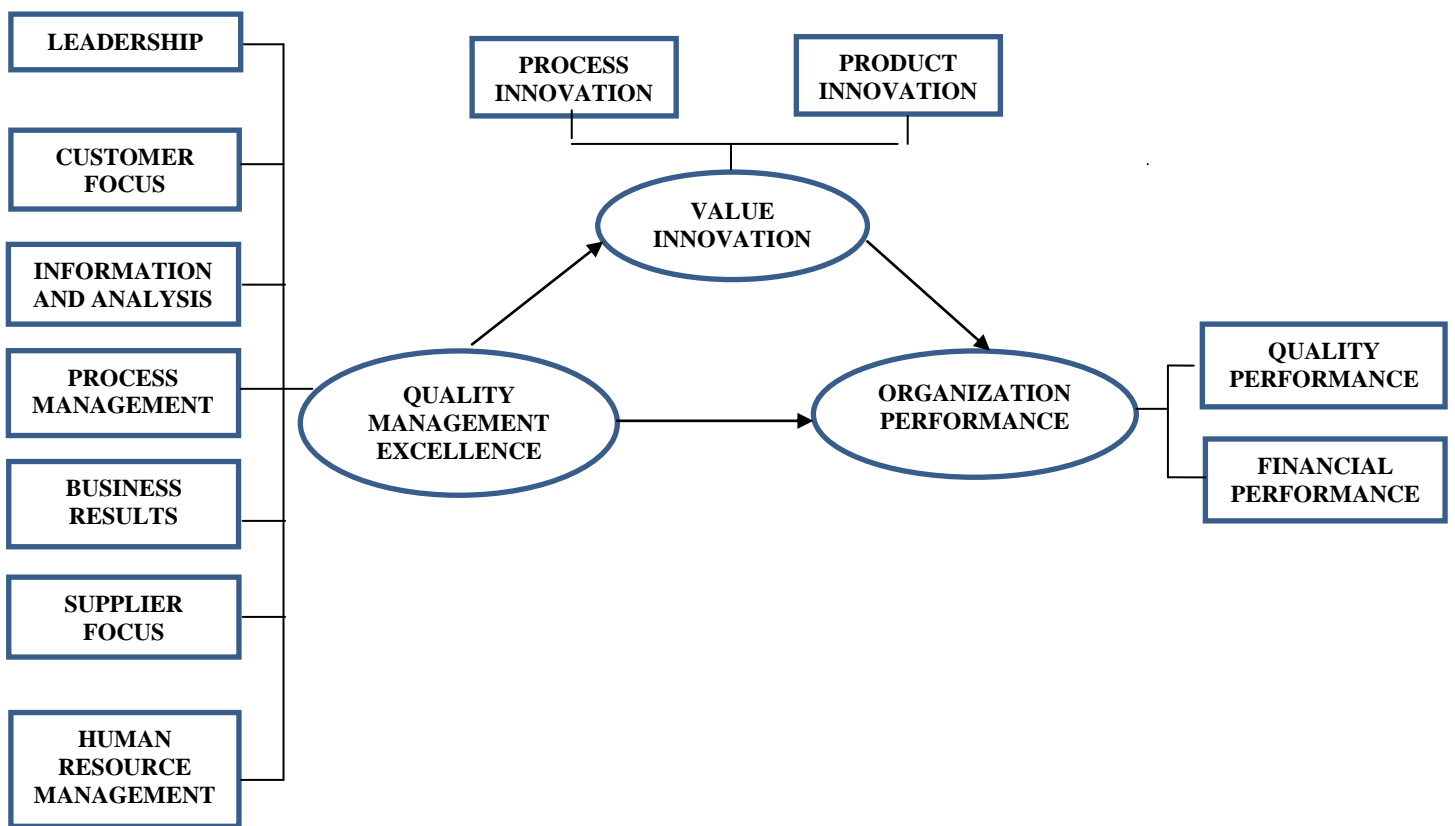 LEADERSHIP
CUSTOMER
FOCUS
INFORMATION
AND ANALYSIS
PROCESS
MANAGEMENT
BUSINESS
RESULTS
SUPPLIER
FOCUS
HUMAN
RESOURCE
MANAGEMENT
PROCESS
INNOVATION
PRODUCT
INNOVATION
VALUE
INNOVATION
QUALITY
MANAGEMENT
EXCELLENCE
ORGANIZATION
PERFORMANCE
QUALITY
PERFORMANCE
FINANCIAL
PERFORMANCE